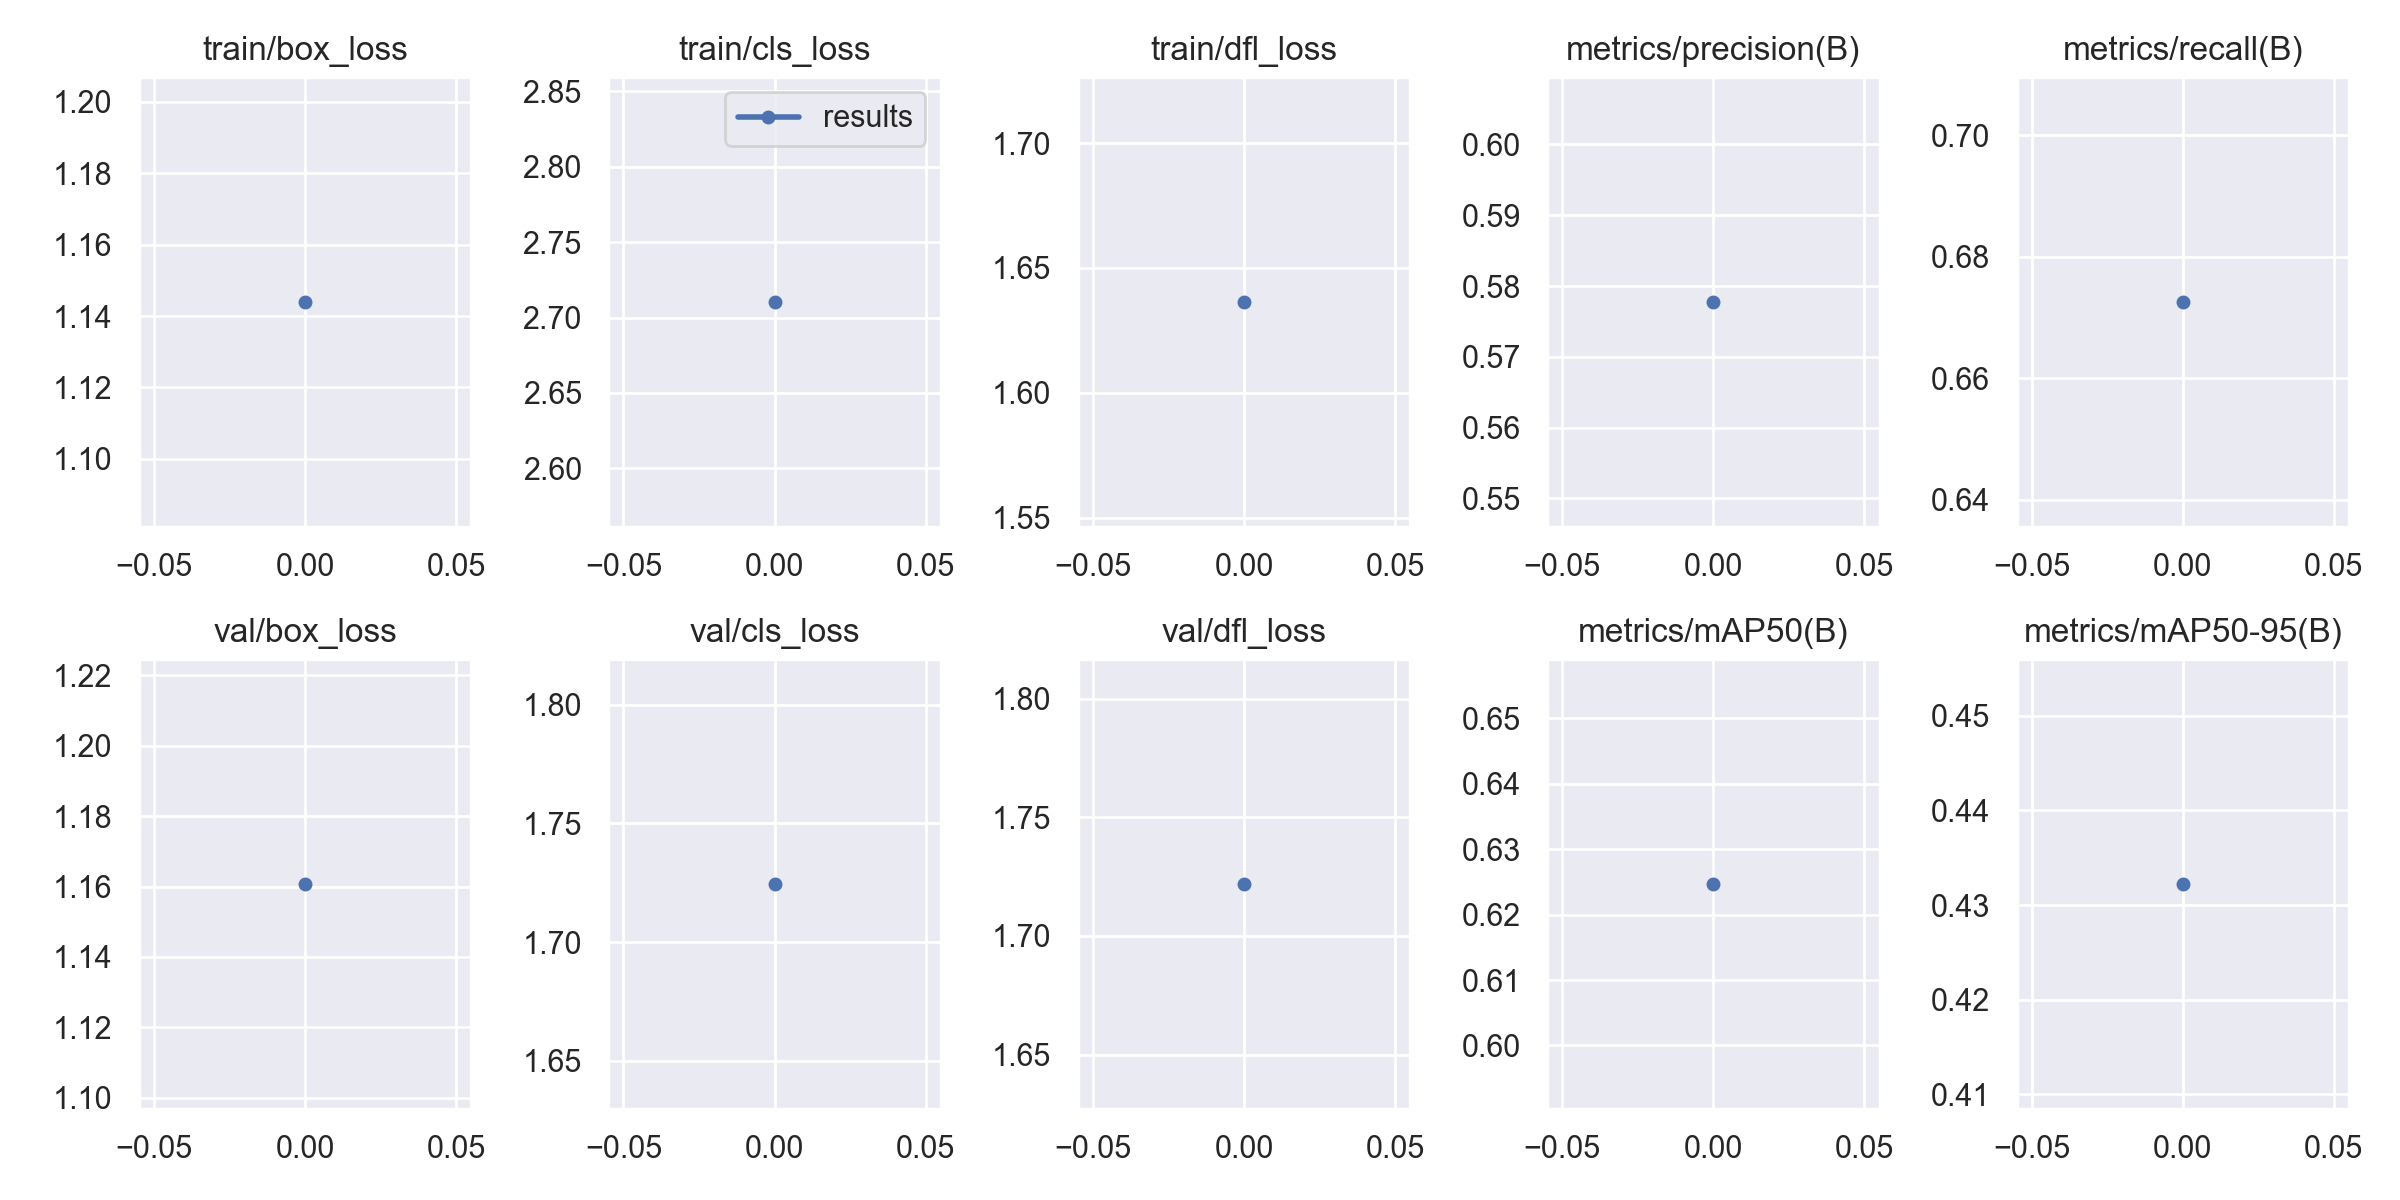 train/box_loss
1.20
1.18
1.16
1.14
1.12
1.10
−0.05 0.00 0.05
train/cls_loss
results
2.85
2.80
2.75
2.70
2.65
2.60
−0.05 0.00 0.05
train/dfl_loss
1.70
1.65
1.60
1.55
−0.05 0.00 0.05
metrics/precision(B)
0.60
0.59
0.58
0.57
0.56
0.55
−0.05 0.00 0.05
metrics/recall(B)
0.70
0.68
0.66
0.64
−0.05 0.00 0.05
val/box_loss
1.22
1.20
1.18
1.16
1.14
1.12
1.10
−0.05 0.00 0.05
val/cls_loss
1.80
1.75
1.70
1.65
−0.05 0.00 0.05
val/dfl_loss
1.80
1.75
1.70
1.65
−0.05 0.00 0.05
metrics/mAP50(B)
0.65
0.64
0.63
0.62
0.61
0.60
−0.05 0.00 0.05
metrics/mAP50-95(B)
0.45
0.44
0.43
0.42
0.41
−0.05 0.00 0.05